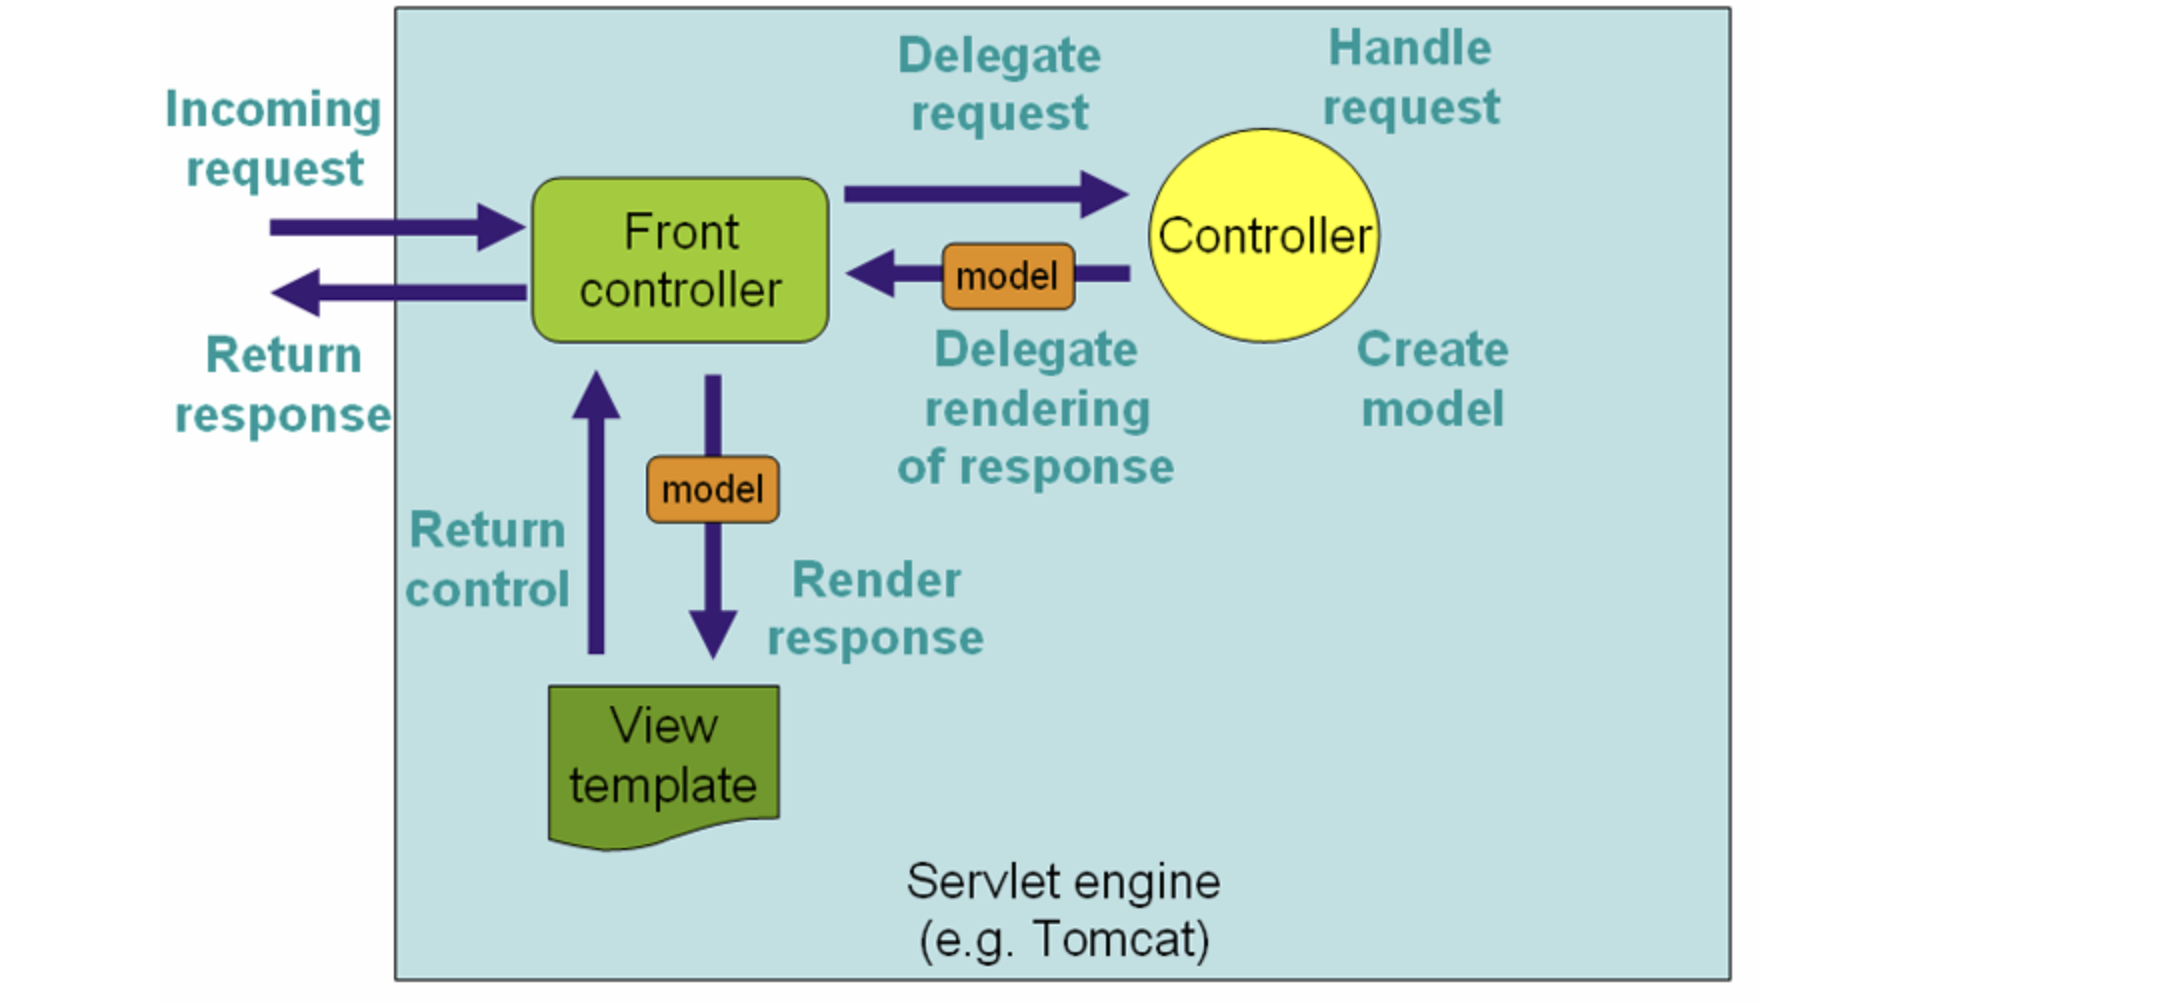 Incoming
request
Return
response
Front
controller
Delegate
request
Handle
request
Controller
model
Delegate
rendering
of response
Create
model
Return
control
model
Render
response
View
template
Servlet engine
(e.g. Tomcat)